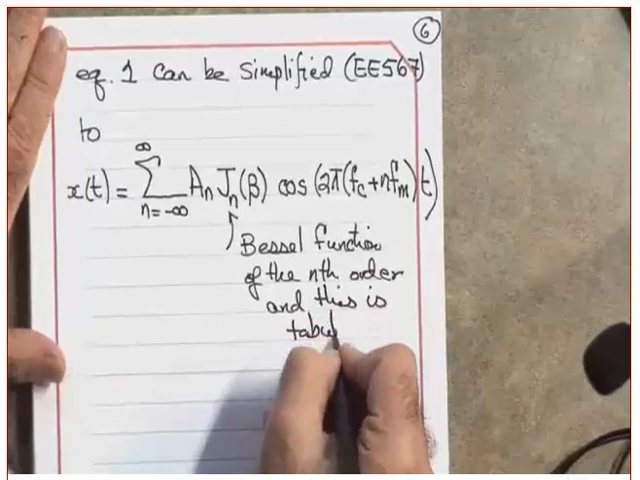 6
eq. 1 can be simplified (EE567)
to
x(t) = ∑_{n=-∞}^{∞} A_n J_n(β) cos(2π(f_c+nf_m)t)
Bessel function
of the nth order
and this is
tabul